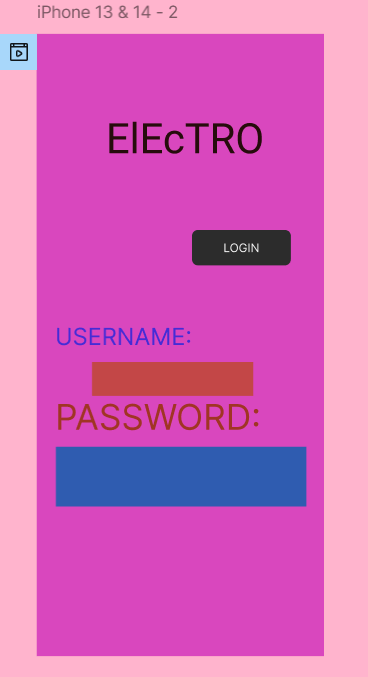 iPhone 13 & 14 - 2
ElEcTRO
LOGIN
USERNAME:
PASSWORD: